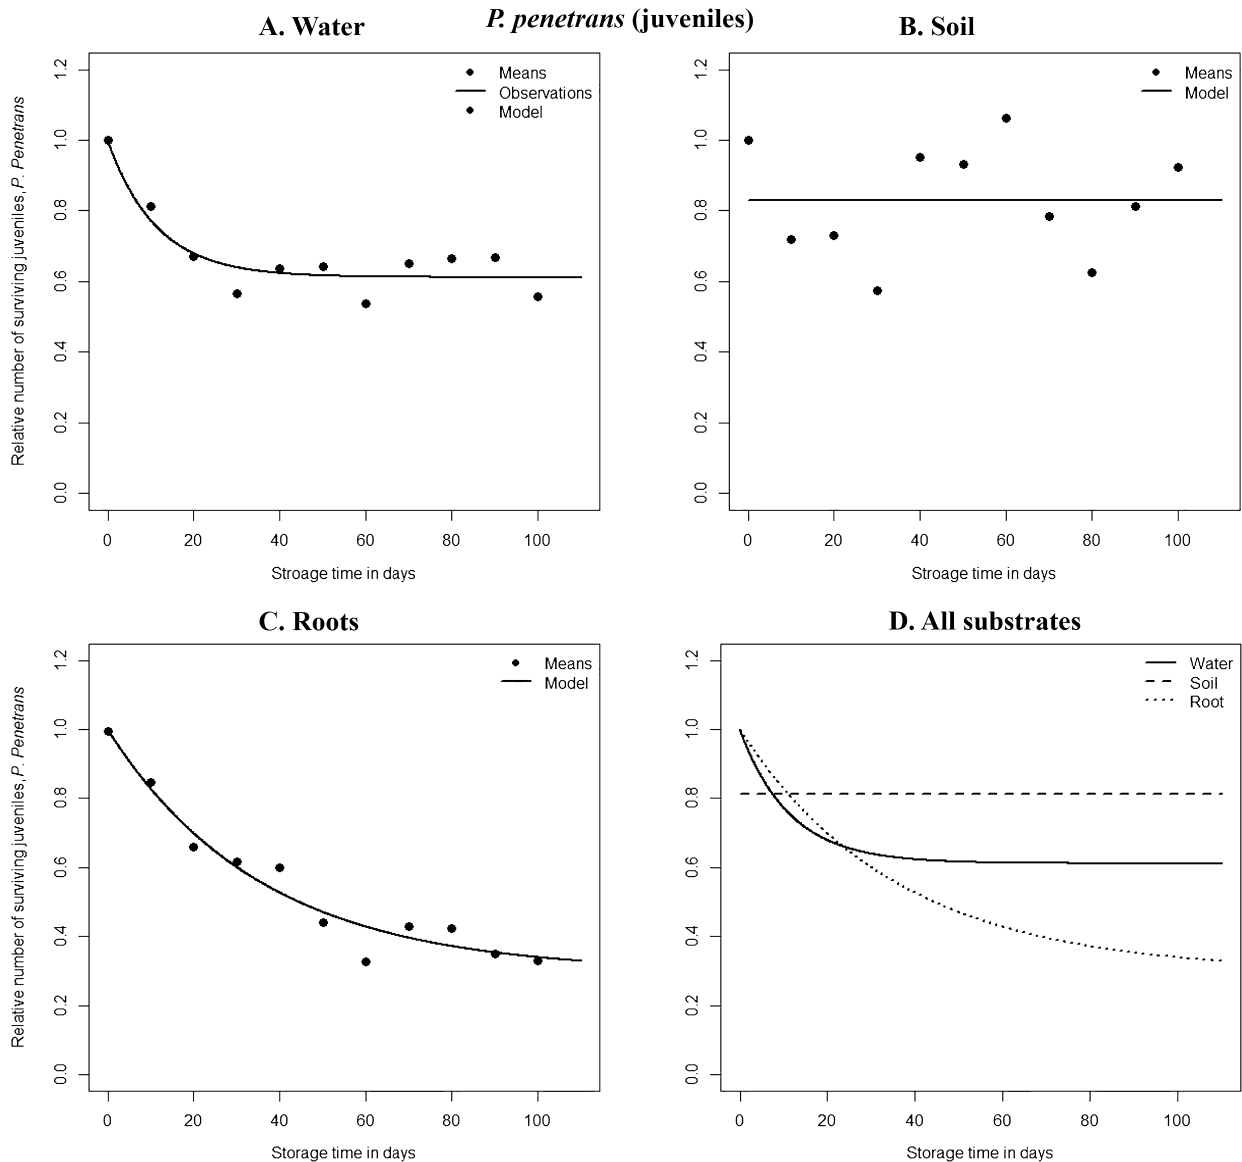 P. penetrans (juveniles)
A. Water
B. Soil
Relative number of surviving juveniles, P. Penetrans
1.2
1.0
0.8
0.6
0.4
0.2
0.0
Means
Observations
Model
0 20 40 60 80 100
Stroage time in days
1.2
1.0
0.8
0.6
0.4
0.2
0.0
Means
Model
0 20 40 60 80 100
Stroage time in days
C. Roots
D. All substrates
Relative number of surviving juveniles, P. Penetrans
1.2
1.0
0.8
0.6
0.4
0.2
0.0
Means
Model
0 20 40 60 80 100
Storage time in days
1.2
1.0
0.8
0.6
0.4
0.2
0.0
Water
Soil
Root
0 20 40 60 80 100
Storage time in days